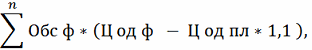 n
∑ Обс ф * (Ц од ф − Ц од пл * 1,1 ),